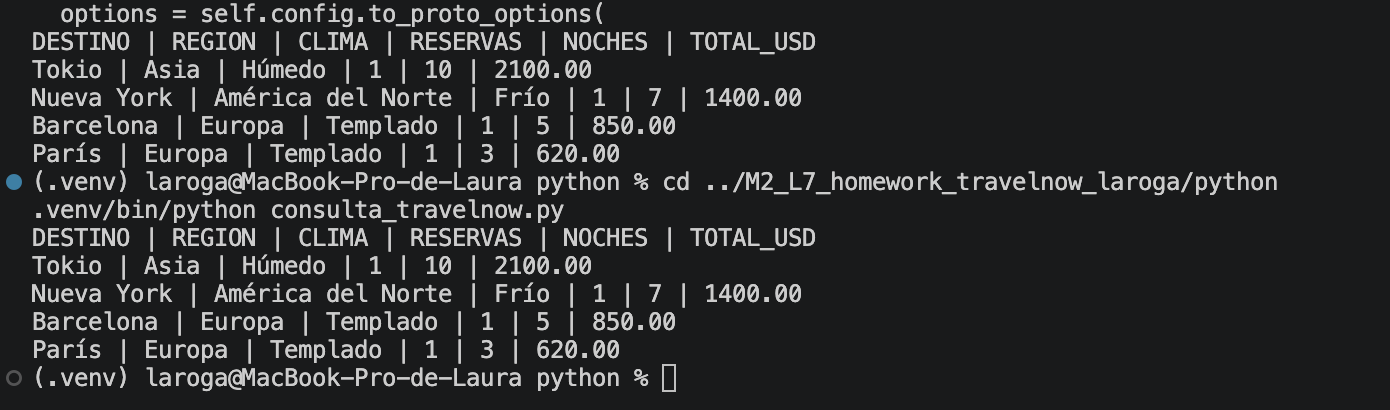 options = self.config.to_proto_options(
DESTINO | REGION | CLIMA | RESERVAS | NOCHES | TOTAL_USD
Tokio | Asia | Húmedo | 1 | 10 | 2100.00
Nueva York | América del Norte | Frío | 1 | 7 | 1400.00
Barcelona | Europa | Templado | 1 | 5 | 850.00
París | Europa | Templado | 1 | 3 | 620.00
(.venv) laroga@MacBook-Pro-de-Laura python % cd ../M2_L7_homework_travelnow_laroga/python
.venv/bin/python consulta_travelnow.py
DESTINO | REGION | CLIMA | RESERVAS | NOCHES | TOTAL_USD
Tokio | Asia | Húmedo | 1 | 10 | 2100.00
Nueva York | América del Norte | Frío | 1 | 7 | 1400.00
Barcelona | Europa | Templado | 1 | 5 | 850.00
París | Europa | Templado | 1 | 3 | 620.00
(.venv) laroga@MacBook-Pro-de-Laura python %